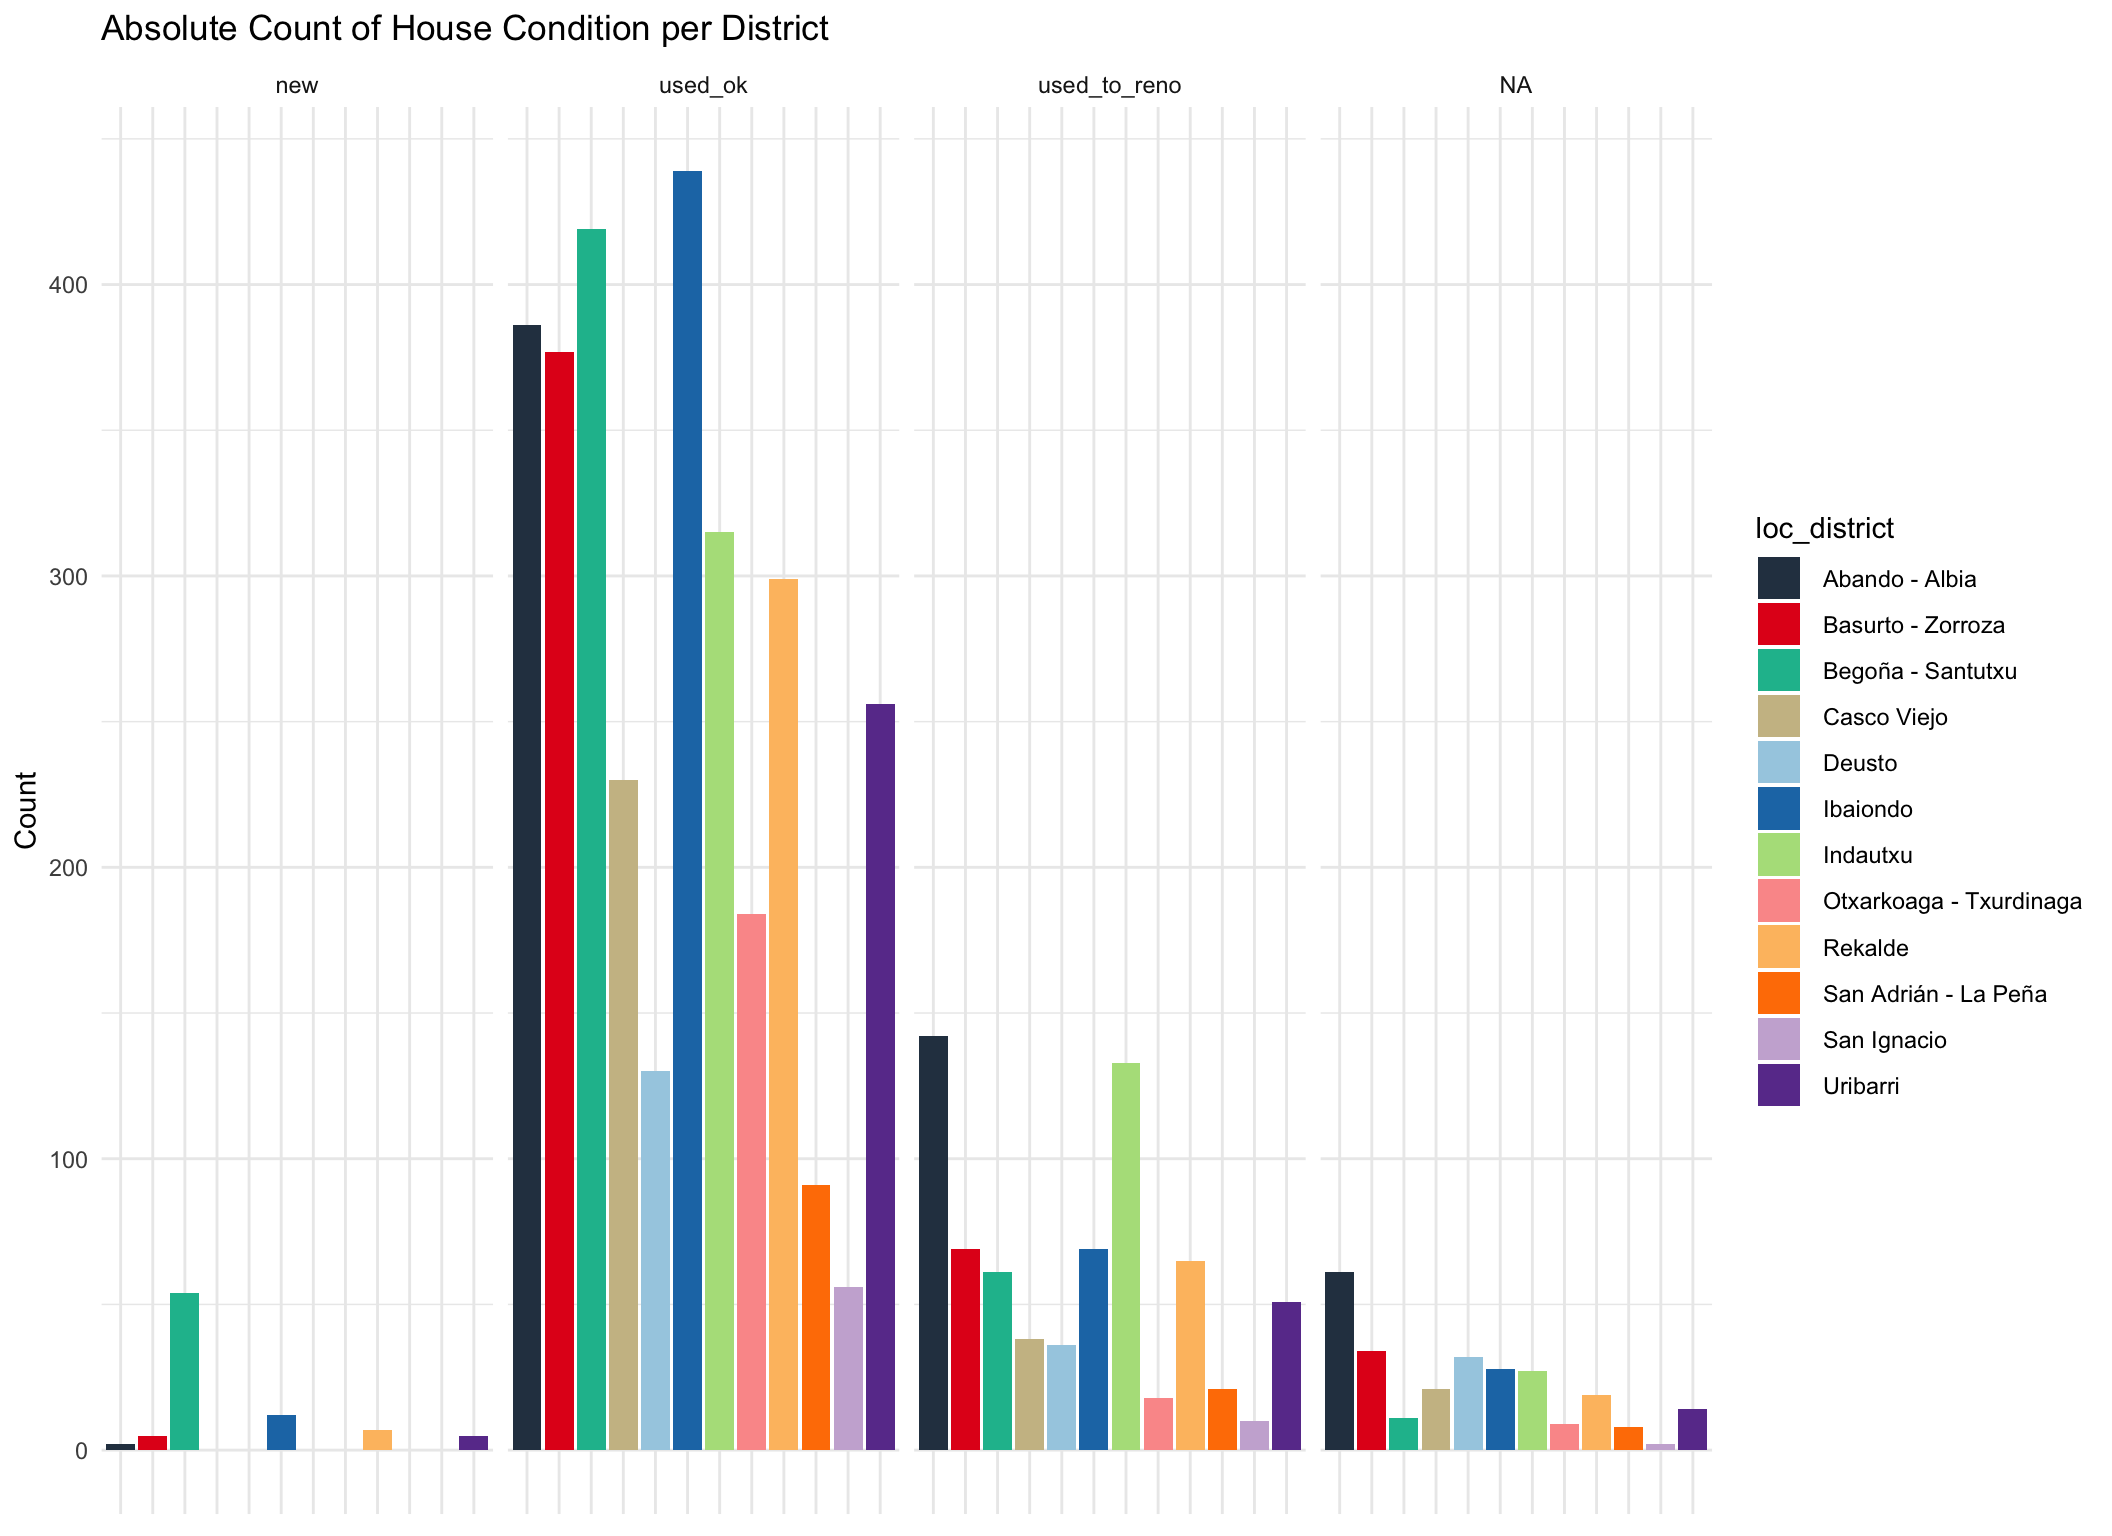 Absolute Count of House Condition per District
new
used_ok
used_to_reno
NA
400
300
200
100
0
Count
loc_district
Abando - Albia
Basurto - Zorroza
Begoña - Santutxu
Casco Viejo
Deusto
Ibaiondo
Indautxu
Otxarkoaga - Txurdinaga
Rekalde
San Adrián - La Peña
San Ignacio
Uribarri